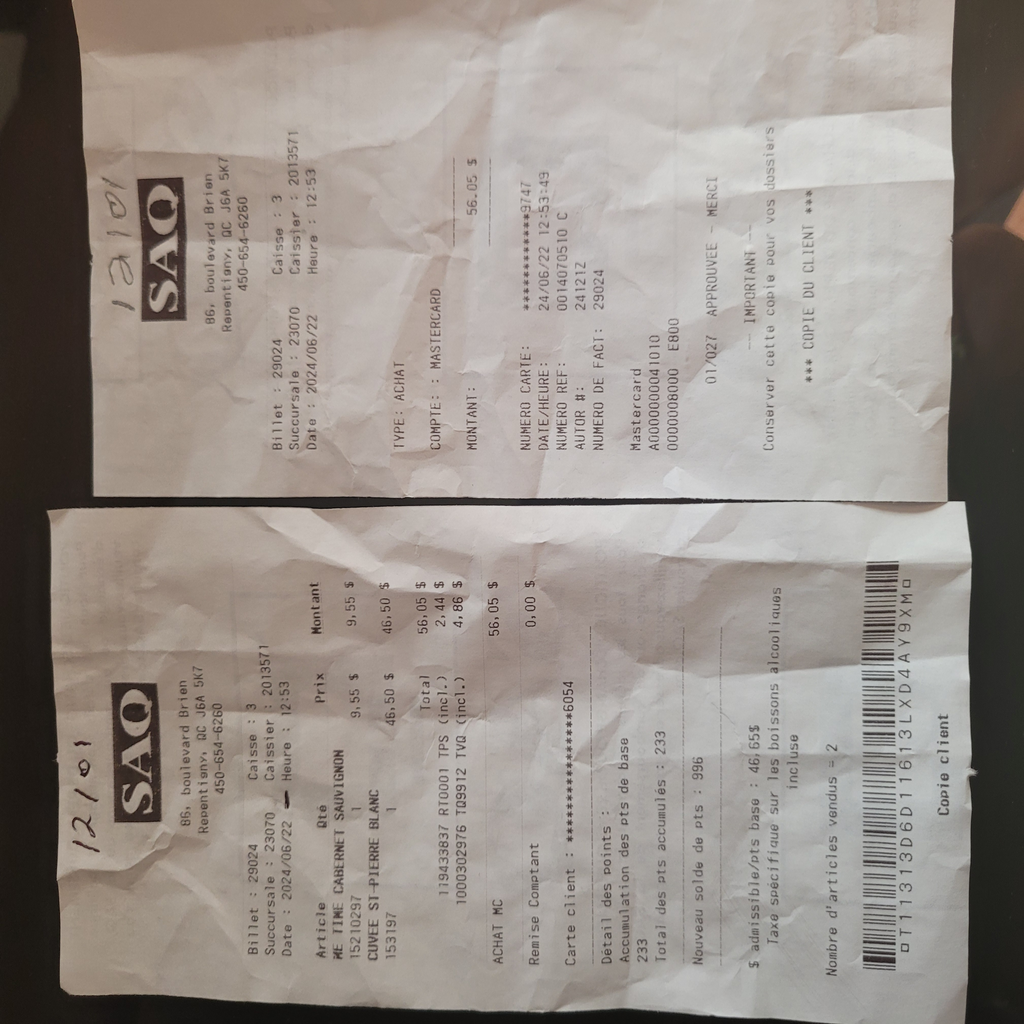 12101
SAQ
86, boulevard Brien
Repentigny, QC J6A 5K7
450-654-6260
Billet : 29024 Caisse : 3
Succursale : 23070 Caissier : 2013571
Date : 2024/06/22 Heure : 12:53
Article Qté Prix Montant
ME TIME CABERNET SAUVIGNON
15210297 1 9,55 $ 9,55 $
CUVEE ST-PIERRE BLANC
153197 1 46,50 $ 46,50 $
Total 56,05 $
119433837 RT0001 TPS (incl.) 2,44 $
1000302976 TQ9912 TVQ (incl.) 4,86 $
ACHAT MC 56,05 $
Remise Comptant 0,00 $
Carte client : ***************6054
Détail des points :
Accumulation des pts de base
233
Total des pts accumulés : 233
Nouveau solde de pts : 996
$ admissible/pts base : 46,65$
Taxe spécifique sur les boissons alcooliques
incluse
Nombre d'articles vendus = 2
¤T1313D6D11613LXD4AY9XM¤
Copie client
12101
SAQ
86, boulevard Brien
Repentigny, QC J6A 5K7
450-654-6260
Billet : 29024 Caisse : 3
Succursale : 23070 Caissier : 2013571
Date : 2024/06/22 Heure : 12:53
TYPE: ACHAT
COMPTE: : MASTERCARD
MONTANT: 56.05 $
NUMERO CARTE: ************9747
DATE/HEURE: 24/06/22 12:53:49
NUMERO REF: 0014070510 C
AUTOR #: 24121Z
NUMERO DE FACT: 29024
Mastercard
A0000000041010
0000008000 E800
01/027 APPROUVEE - MERCI
--- IMPORTANT ---
Conserver cette copie pour vos dossiers
*** COPIE DU CLIENT ***